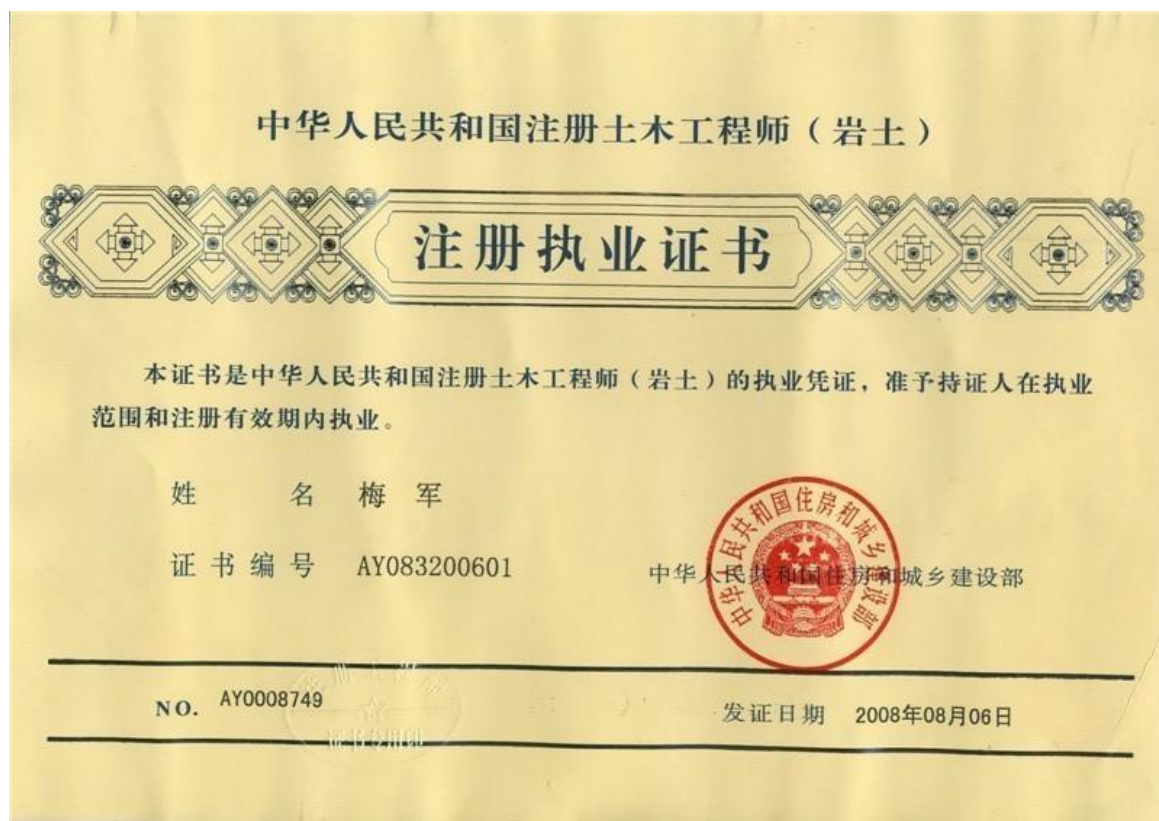 中华人民共和国注册土木工程师（岩土）
注册执业证书
本证书是中华人民共和国注册土木工程师（岩土）的执业凭证，准予持证人在执业
范围和注册有效期内执业。
姓 名 梅 军
证书编号 AY083200601
中华人民共和国住房和城乡建设部
中华人民共和国住房和城乡建设部
NO. AY0008749
发证日期 2008年08月06日